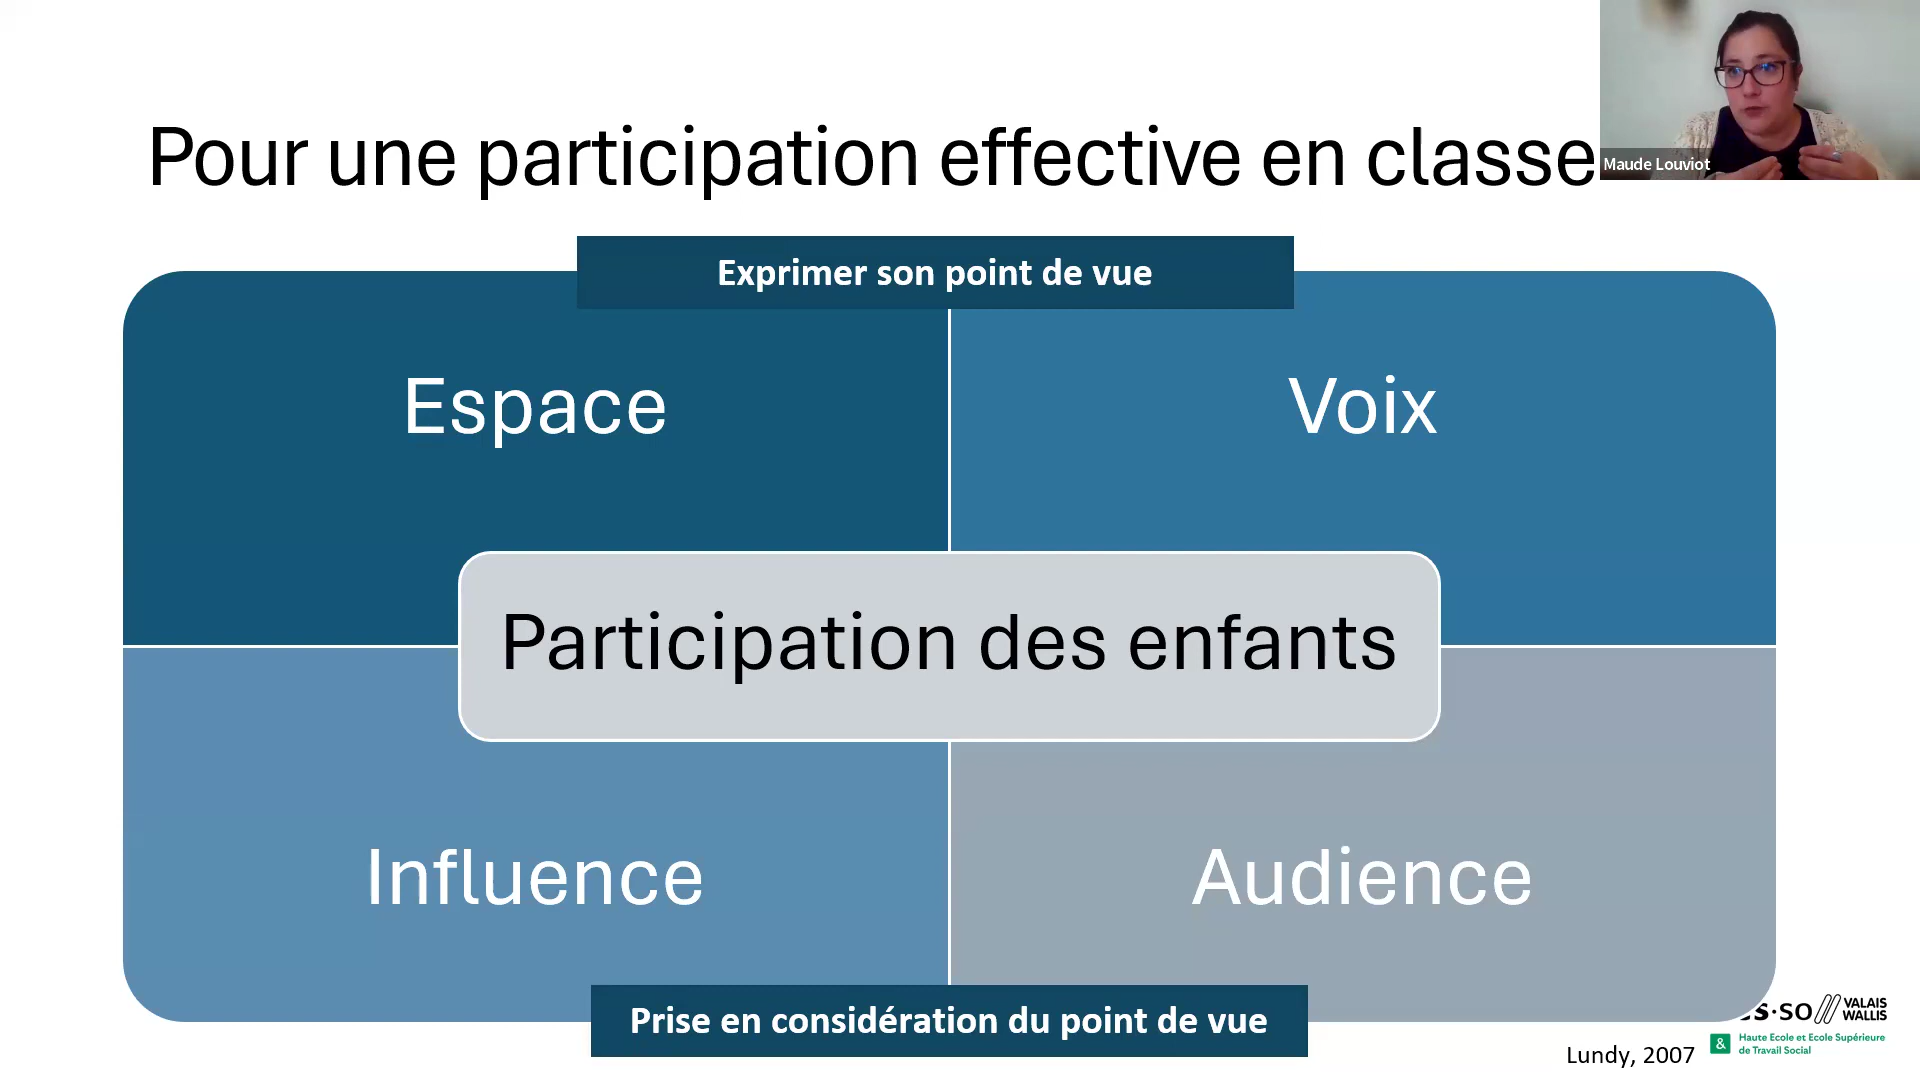 Pour une participation effective en classe
Maude Louviot
Exprimer son point de vue
Espace
Voix
Participation des enfants
Influence
Audience
Prise en considération du point de vue
Lundy, 2007
s·so VALAIS
WALLIS
& Haute Ecole et Ecole Supérieure
de Travail Social